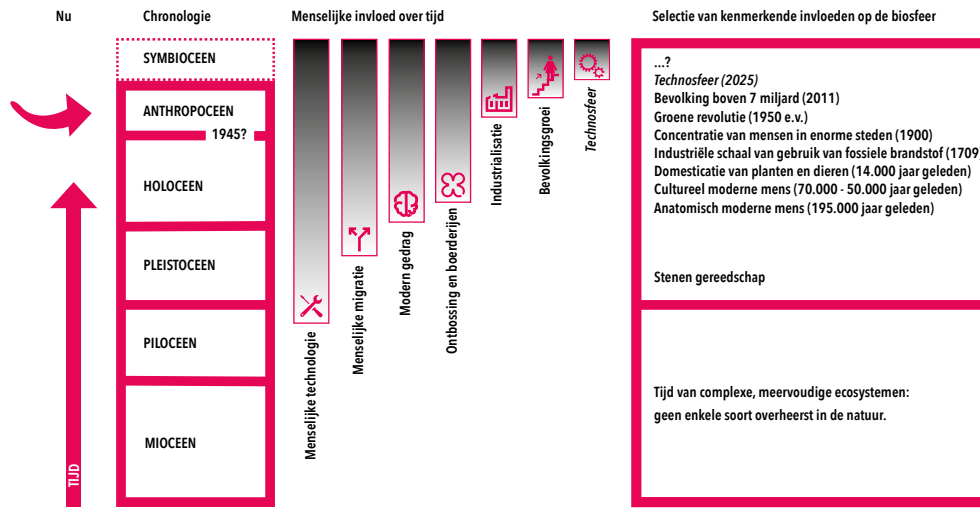 Nu
Chronologie
Menselijke invloed over tijd
Selectie van kenmerkende invloeden op de biosfeer
SYMBIOCEEN
ANTHROPOCEEN
1945?
HOLOCEEN
PLEISTOCEEN
PILOCEEN
MIOCEEN
TIJD
Menselijke technologie
Menselijke migratie
Modern gedrag
Ontbossing en boerderijen
Industrialisatie
Bevolkingsgroei
Technosfeer
...?
Technosfeer (2025)
Bevolking boven 7 miljard (2011)
Groene revolutie (1950 e.v.)
Concentratie van mensen in enorme steden (1900)
Industriële schaal van gebruik van fossiele brandstof (1709
Domesticatie van planten en dieren (14.000 jaar geleden)
Cultureel moderne mens (70.000 - 50.000 jaar geleden)
Anatomisch moderne mens (195.000 jaar geleden)
Stenen gereedschap
Tijd van complexe, meervoudige ecosystemen:
geen enkele soort overheerst in de natuur.